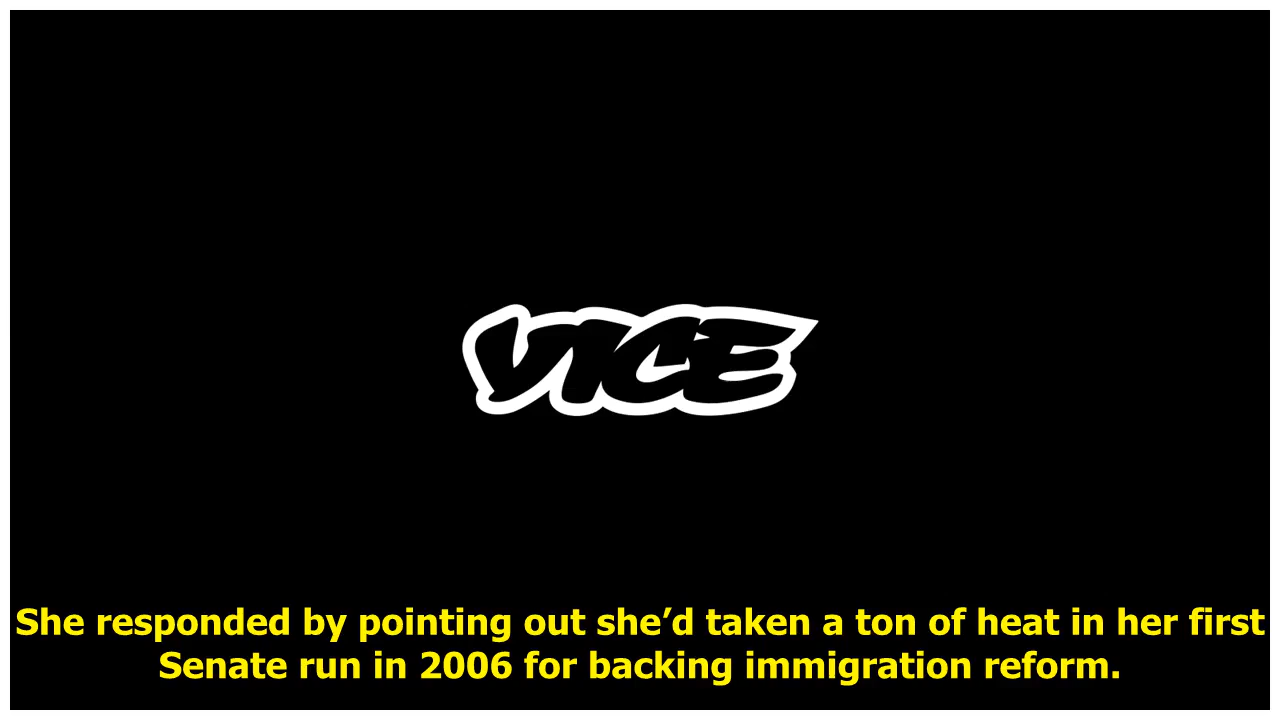 VICE
She responded by pointing out she’d taken a ton of heat in her first
Senate run in 2006 for backing immigration reform.